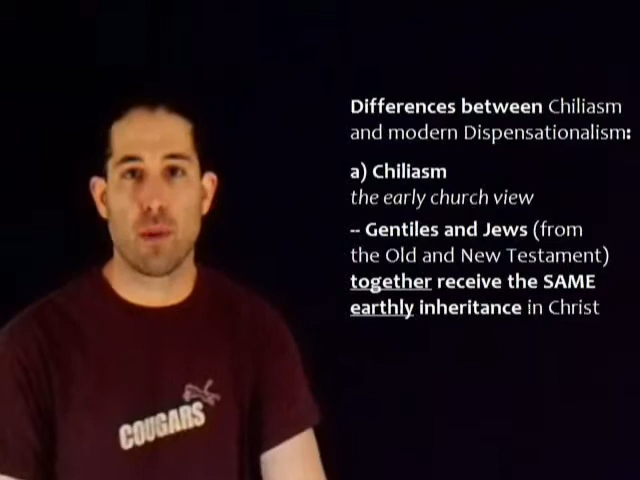 Differences between Chiliasm
and modern Dispensationalism:
a) Chiliasm
the early church view
-- Gentiles and Jews (from
the Old and New Testament)
together receive the SAME
earthly inheritance in Christ
COUGARS